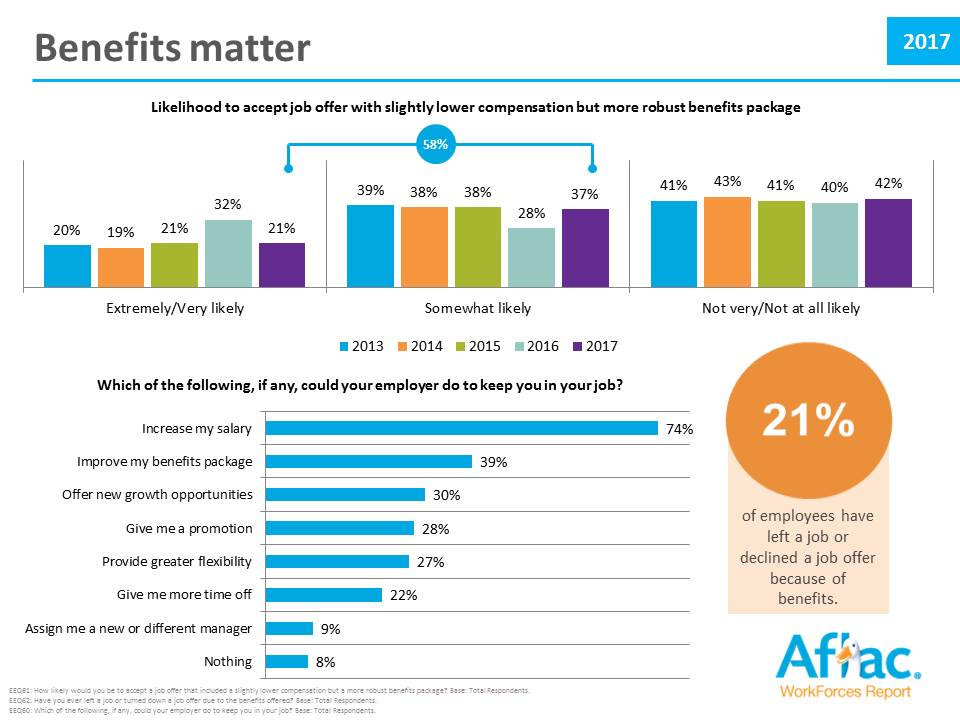 Benefits matter
2017
Likelihood to accept job offer with slightly lower compensation but more robust benefits package
58%
20%
19%
21%
32%
21%
39%
38%
38%
28%
37%
41%
43%
41%
40%
42%
Extremely/Very likely
Somewhat likely
Not very/Not at all likely
2013
2014
2015
2016
2017
Which of the following, if any, could your employer do to keep you in your job?
Increase my salary 74%
Improve my benefits package 39%
Offer new growth opportunities 30%
Give me a promotion 28%
Provide greater flexibility 27%
Give me more time off 22%
Assign me a new or different manager 9%
Nothing 8%
21%
of employees have
left a job or
declined a job offer
because of
benefits.
Aflac®
WorkForces Report
EEQ61: How likely would you be to accept a job offer that included a slightly lower compensation but a more robust benefits package? Base: Total Respondents.
EEQ62: Have you ever left a job or turned down a job offer due to the benefits offered? Base: Total Respondents.
EEQ60: Which of the following, if any, could your employer do to keep you in your job? Base: Total Respondents.